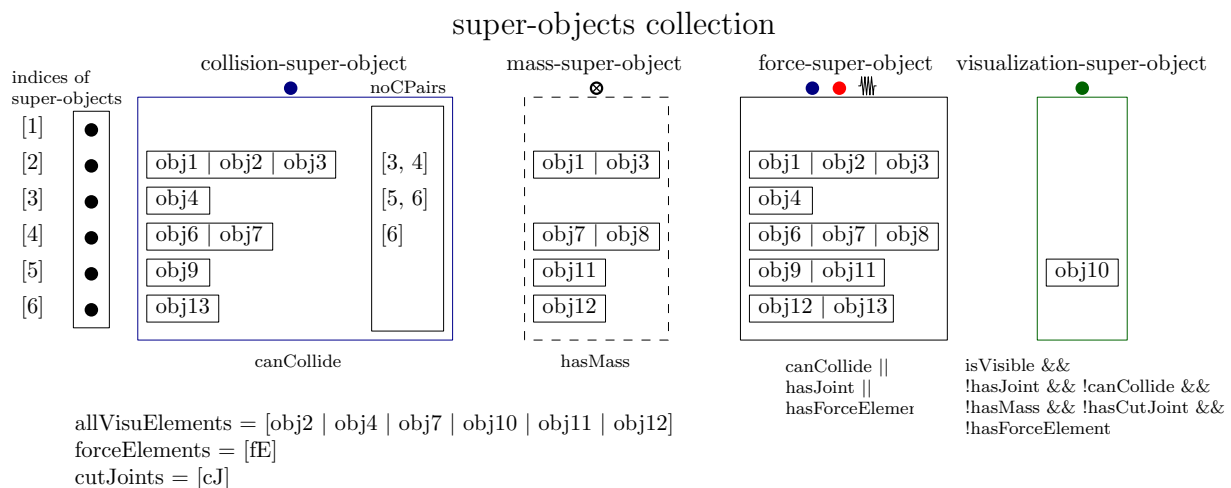 super-objects collection
collision-super-object
mass-super-object
force-super-object
visualization-super-object
indices of
super-objects
noCPairs
[1]
[2] obj1 | obj2 | obj3 [3, 4] obj1 | obj3 obj1 | obj2 | obj3
[3] obj4 [5, 6] obj4
[4] obj6 | obj7 [6] obj7 | obj8 obj6 | obj7 | obj8
[5] obj9 obj11 obj9 | obj11 obj10
[6] obj13 obj12 obj12 | obj13
canCollide
hasMass
canCollide ||
hasJoint ||
hasForceElemen
isVisible &&
!hasJoint && !canCollide &&
!hasMass && !hasCutJoint &&
!hasForceElement
allVisuElements = [obj2 | obj4 | obj7 | obj10 | obj11 | obj12]
forceElements = [fE]
cutJoints = [cJ]